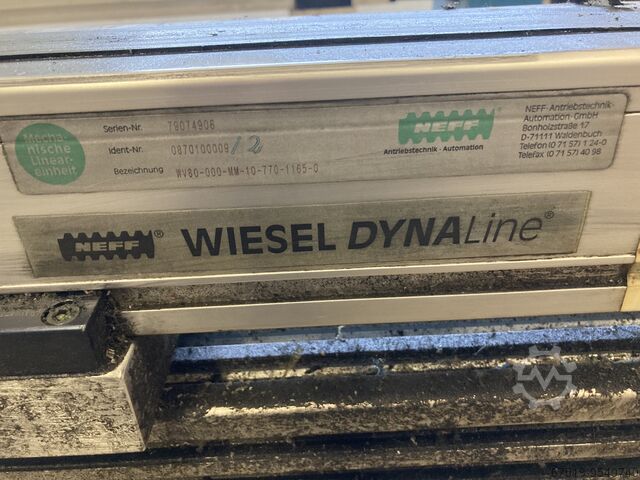 Mecha-
nische
Linear-
einheit
Serien-Nr. 79074906
Ident-Nr. 0870100009/2
Bezeichnung WV80-000-MM-10-770-1165-0
NEFF®
Antriebstechnik · Automation
NEFF-Antriebstechnik-
Automation-GmbH
Bonholzstraße 17
D-71111 Waldenbuch
Telefon (0 71 57) 1 24-0
Telefax (0 71 57) 40 98
NEFF® WIESEL DYNALine®